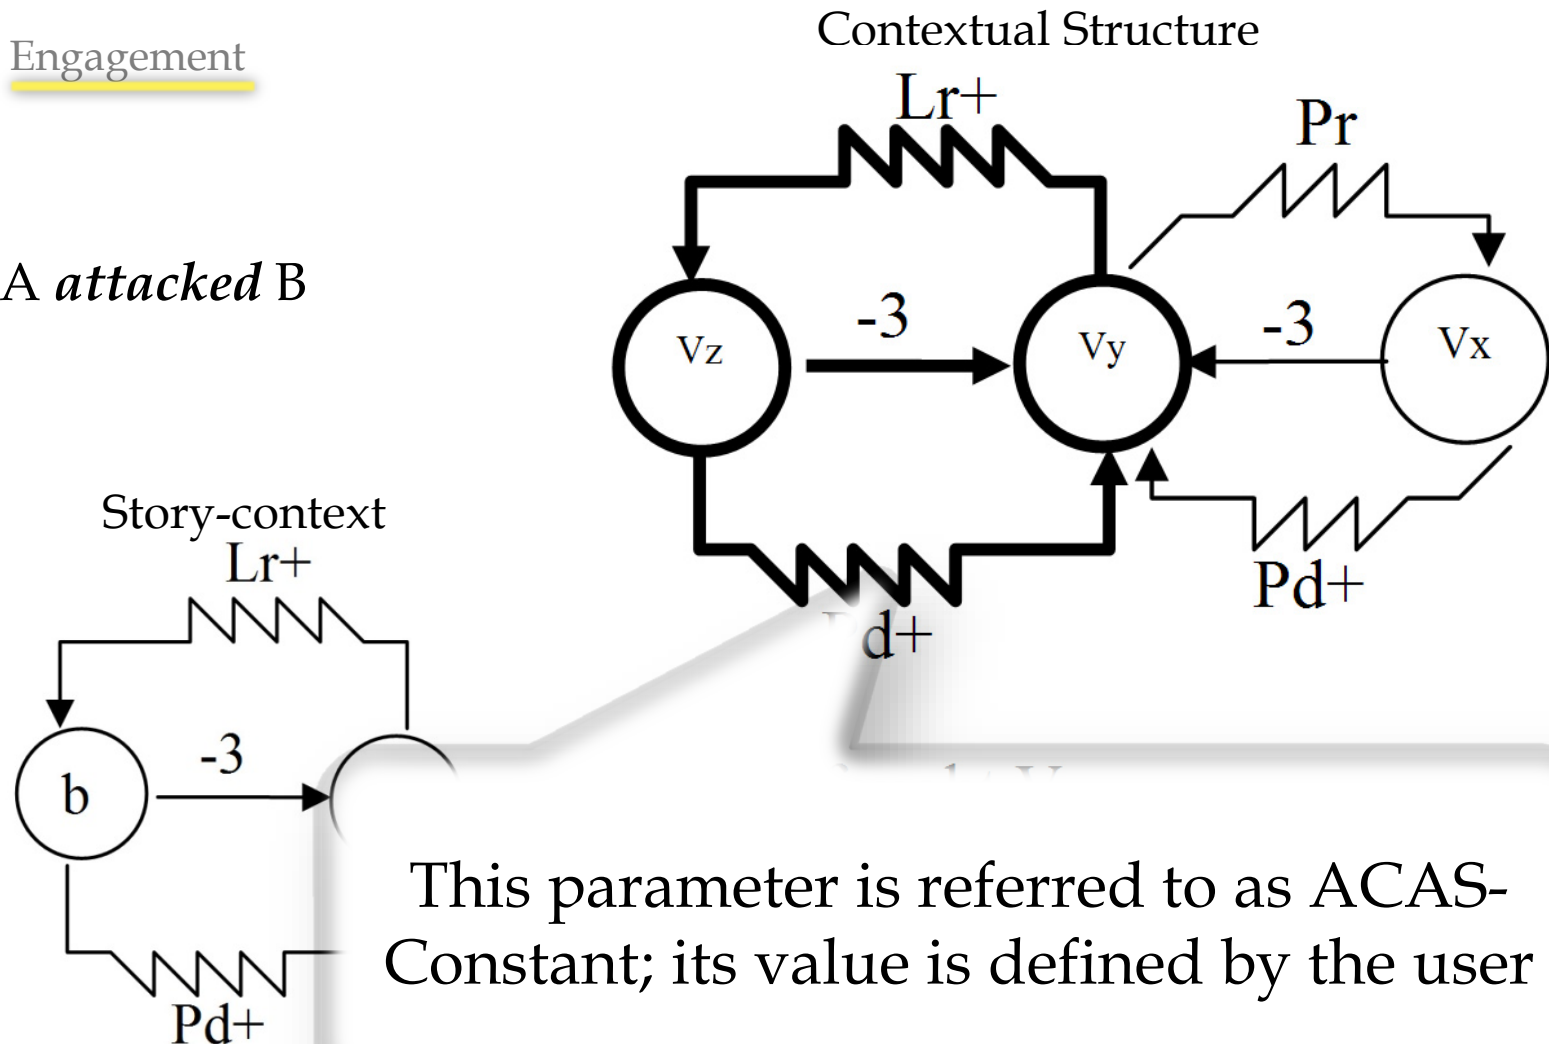 Engagement
Contextual Structure
Lr+
Pr
A attacked B
-3
-3
Vz
Vy
Vx
Story-context
Lr+
Pd+
d+
-3
b
This parameter is referred to as ACAS-
Constant; its value is defined by the user
Pd+